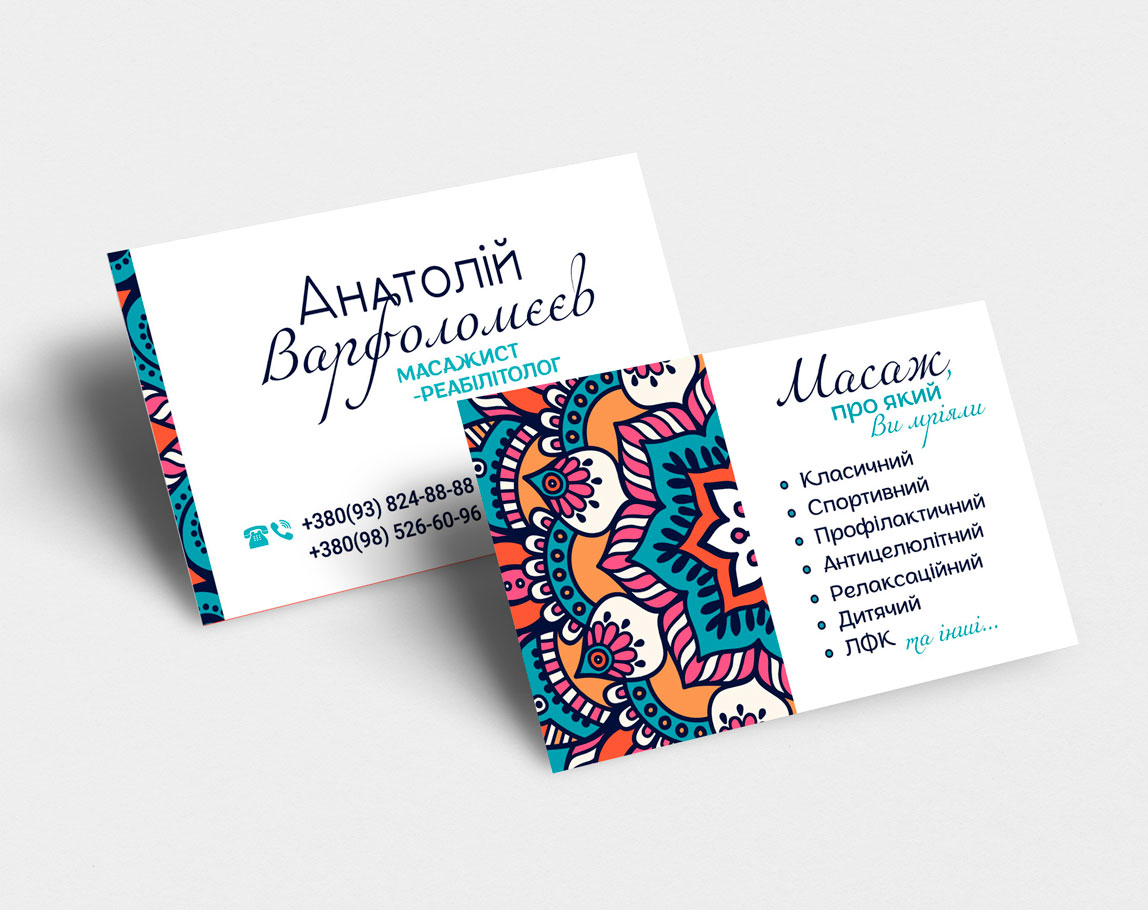 Анатолій
Варфоломєєв
МАСАЖИСТ
-РЕАБІЛІТОЛОГ
+380(93) 824-88-88
+380(98) 526-60-96
Масаж,
про який
Ви мріяли
Класичний
Спортивний
Профілактичний
Антицелюлітний
Релаксаційний
Дитячий
ЛФК та інші...